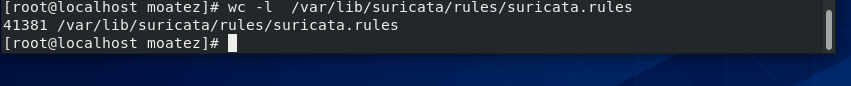 [root@localhost moatez]# wc -l  /var/lib/suricata/rules/suricata.rules
41381 /var/lib/suricata/rules/suricata.rules
[root@localhost moatez]#